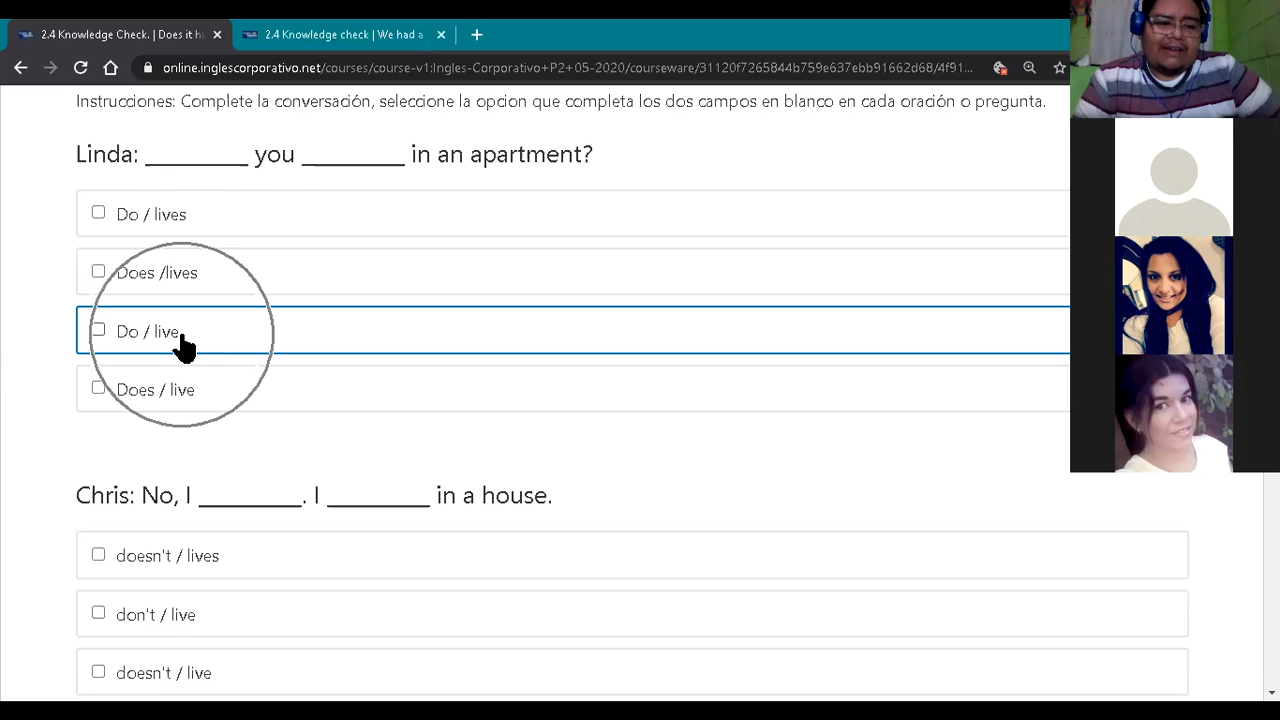 2.4 Knowledge Check. | Does it h
2.4 Knowledge check | We had a
online.inglescorporativo.net/courses/course-v1:Ingles-Corporativo+P2+05-2020/courseware/31120f7265844b759e637ebb91662d68/4f91...
Instrucciones: Complete la conversación, seleccione la opcion que completa los dos campos en blanco en cada oración o pregunta.
Linda: _________ you _________ in an apartment?
Do / lives
Does /lives
Do / live
Does / live
Chris: No, I _________. I _________ in a house.
doesn't / lives
don't / live
doesn't / live